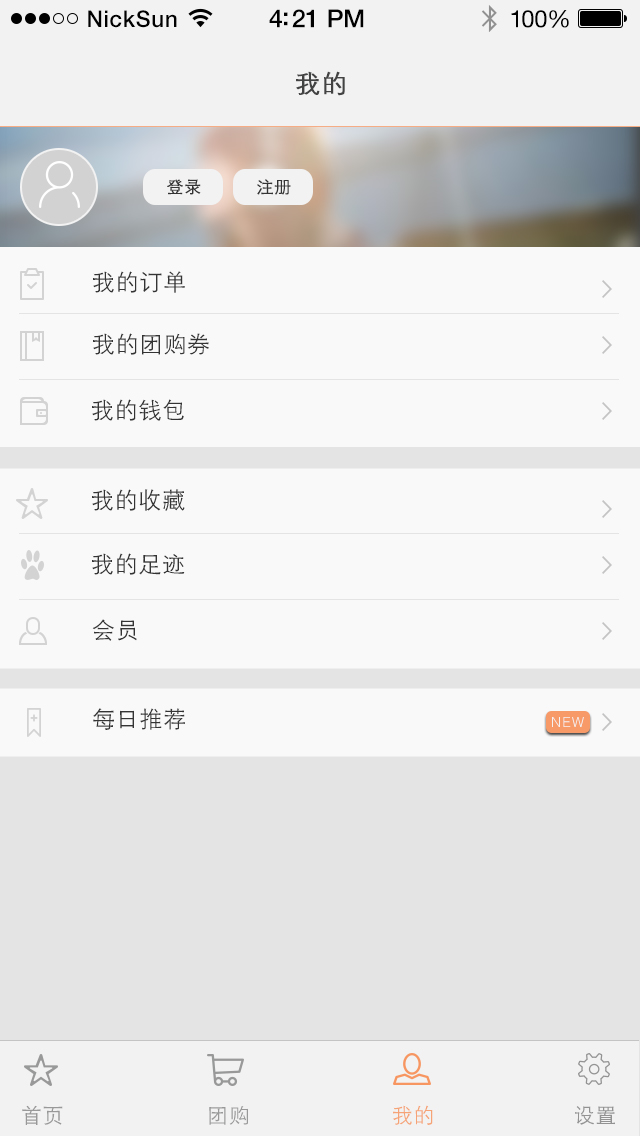 NickSun 4:21 PM 100%
我的
登录 注册
我的订单
我的团购券
我的钱包
我的收藏
我的足迹
会员
每日推荐 NEW
首页 团购 我的 设置